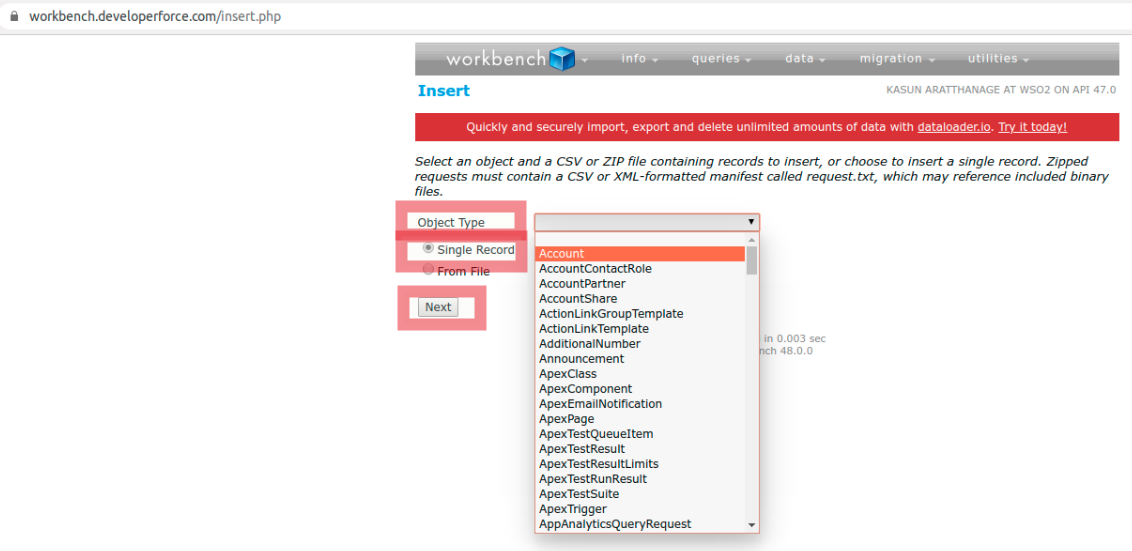 workbench.developerforce.com/insert.php
workbench info queries data migration utilities
Insert
KASUN ARATTHANAGE AT WSO2 ON API 47.0
Quickly and securely import, export and delete unlimited amounts of data with dataloader.io. Try it today!
Select an object and a CSV or ZIP file containing records to insert, or choose to insert a single record. Zipped
requests must contain a CSV or XML-formatted manifest called request.txt, which may reference included binary
files.
Object Type
Single Record
From File
Next
Account
AccountContactRole
AccountPartner
AccountShare
ActionLinkGroupTemplate
ActionLinkTemplate
AdditionalNumber
Announcement
ApexClass
ApexComponent
ApexEmailNotification
ApexPage
ApexTestQueueItem
ApexTestResult
ApexTestResultLimits
ApexTestRunResult
ApexTestSuite
ApexTrigger
AppAnalyticsQueryRequest
in 0.003 sec
nch 48.0.0